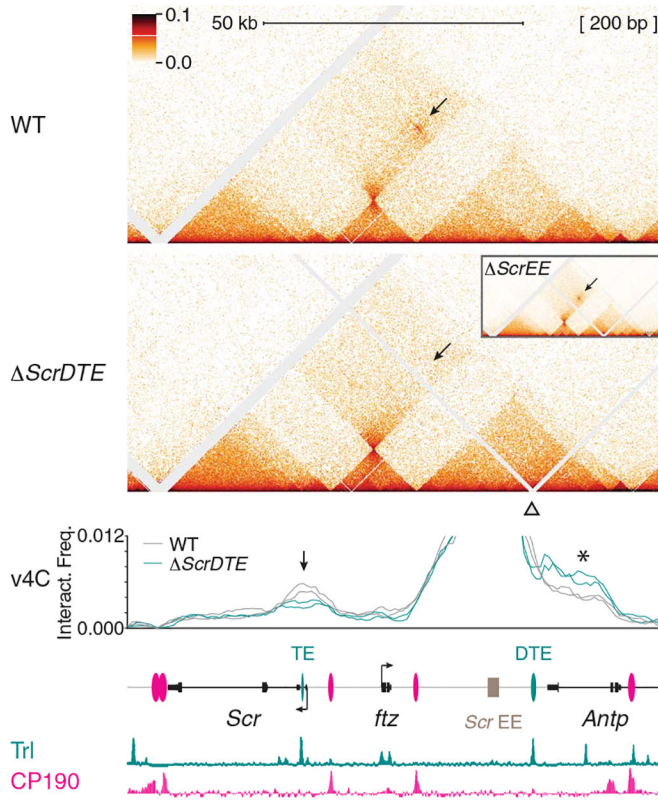 0.1
0.0
50 kb
[ 200 bp ]
WT
ΔScrEE
ΔScrDTE
v4C
Interact. Freq.
0.012
0.000
WT
ΔScrDTE
*
TE
DTE
Scr
ftz
Scr EE
Antp
Trl
CP190